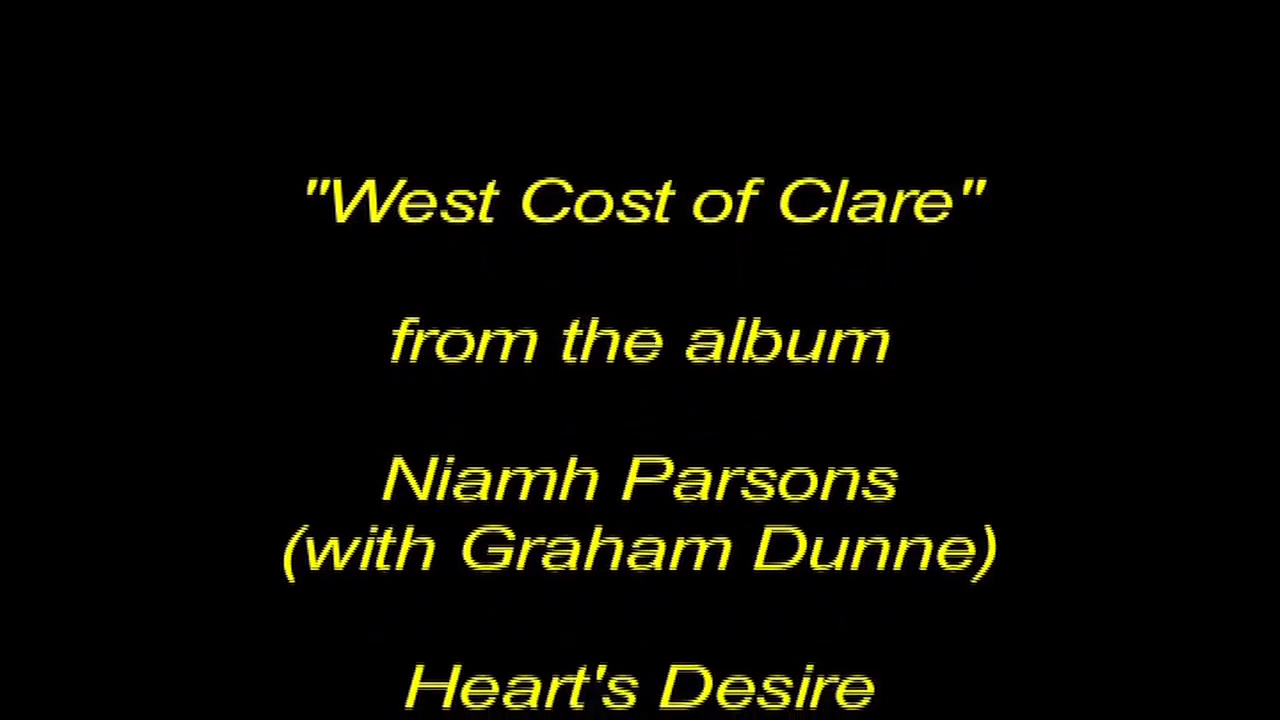 "West Cost of Clare"
from the album
Niamh Parsons
(with Graham Dunne)
Heart's Desire